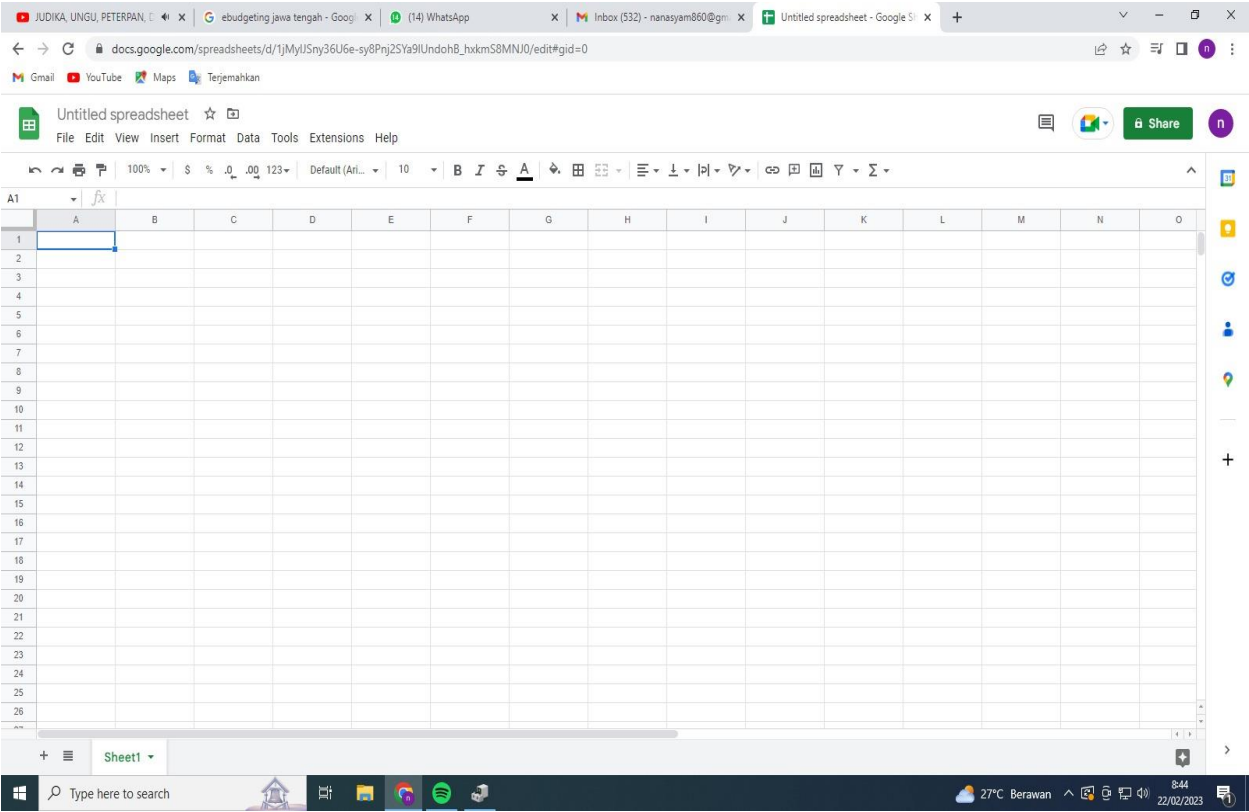 JUDIKA, UNGU, PETERPAN, D
ebudgeting jawa tengah - Goog
(14) WhatsApp
Inbox (532) - nanasyam860@gm
Untitled spreadsheet - Google Sh
docs.google.com/spreadsheets/d/
/edit#gid=0
n
Gmail YouTube Maps Terjemahkan
Untitled spreadsheet
File Edit View Insert Format Data Tools Extensions Help
Share
n
100% $ % .0 .00 123 Default (Ari... 10 B I S A
31
A1 fx
A B C D E F G H I J K L M N O
1
2
3
4
5
6
7
8
9
10
11
12
13
14
15
16
17
18
19
20
21
22
23
24
25
26
Sheet1
Type here to search
27°C Berawan
8:44
22/02/2023